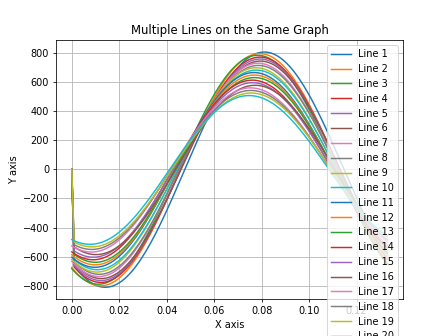 Multiple Lines on the Same Graph
Y axis
800
600
400
200
0
−200
−400
−600
−800
0.00
0.02
0.04
0.06
0.08
0.10
X axis
Line 1
Line 2
Line 3
Line 4
Line 5
Line 6
Line 7
Line 8
Line 9
Line 10
Line 11
Line 12
Line 13
Line 14
Line 15
Line 16
Line 17
Line 18
Line 19
Line 20